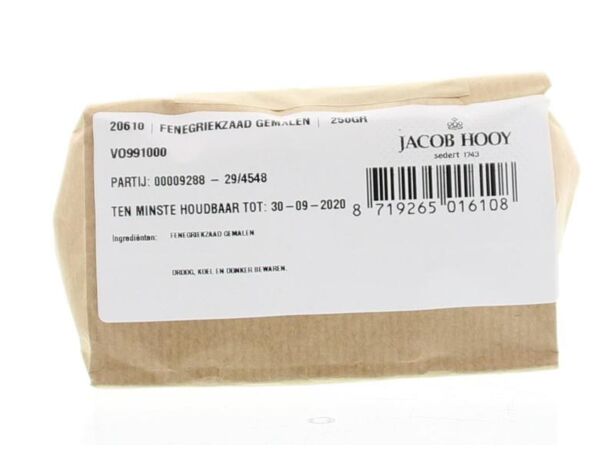 20610 | FENEGRIEKZAAD GEMALEN | 250GR
JACOB HOOY
sedert 1743
VO991000
PARTIJ: 00009288 - 29/4548
TEN MINSTE HOUDBAAR TOT: 30-09-2020
8 719265 016108
Ingrediëntan: FENEGRIEKZAAD GEMALEN
DROOG, KOEL EN DONKER BEWAREN.